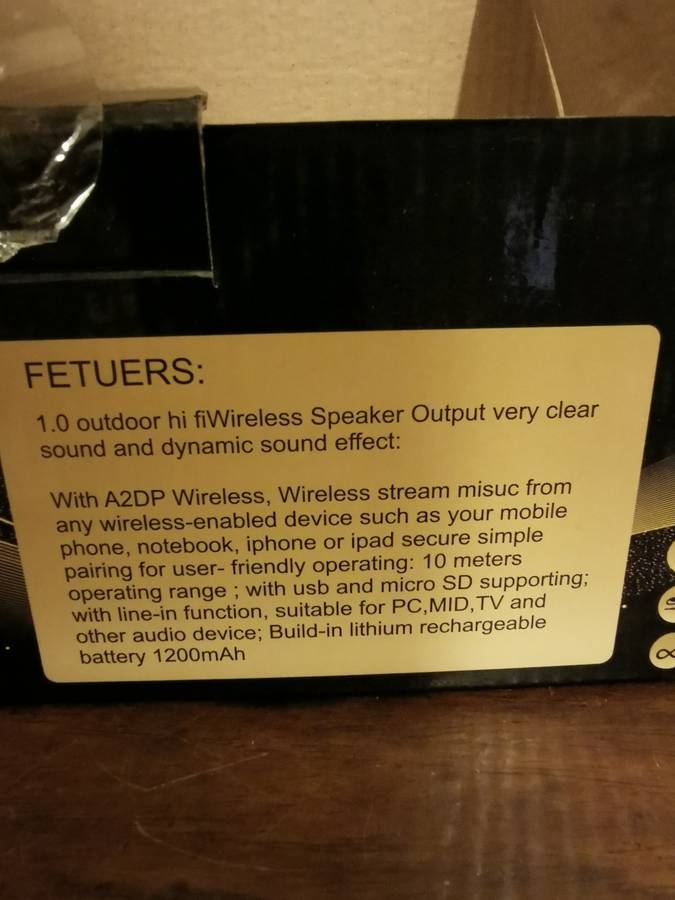 FETUERS:
1.0 outdoor hi fiWireless Speaker Output very clear
sound and dynamic sound effect:
With A2DP Wireless, Wireless stream misuc from
any wireless-enabled device such as your mobile
phone, notebook, iphone or ipad secure simple
pairing for user- friendly operating: 10 meters
operating range ; with usb and micro SD supporting;
with line-in function, suitable for PC,MID,TV and
other audio device; Build-in lithium rechargeable
battery 1200mAh